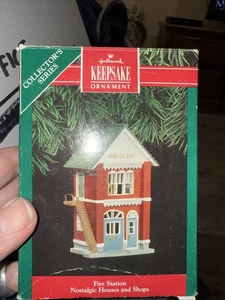 COLLECTOR'S
SERIES
Hallmark
KEEPSAKE
ORNAMENT
Fire Station
Nostalgic Houses and Shops